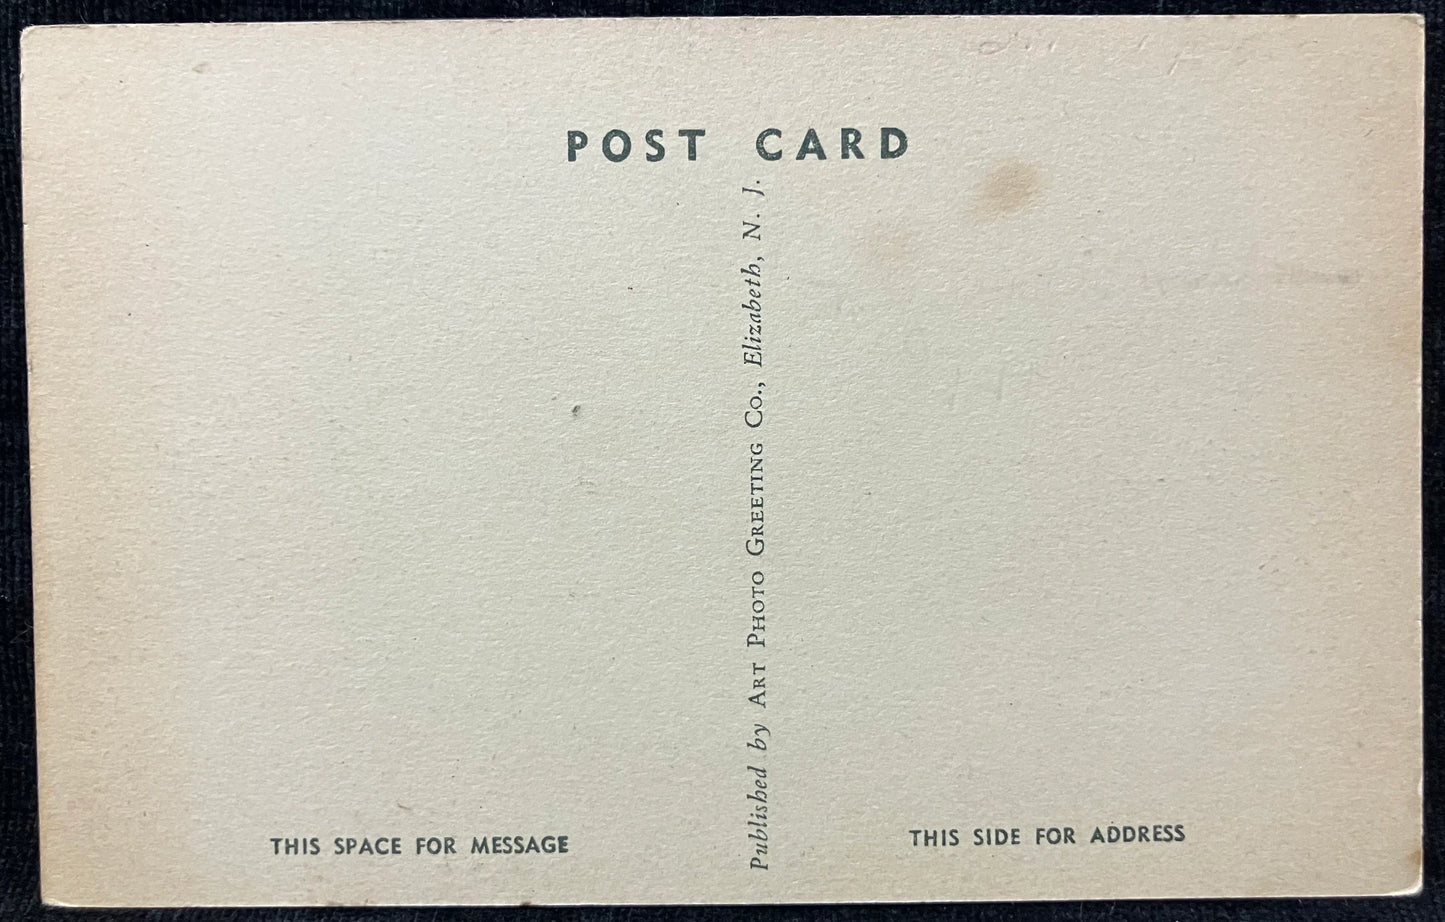 POST CARD
Published by ART PHOTO GREETING CO., Elizabeth, N. J.
THIS SPACE FOR MESSAGE
THIS SIDE FOR ADDRESS